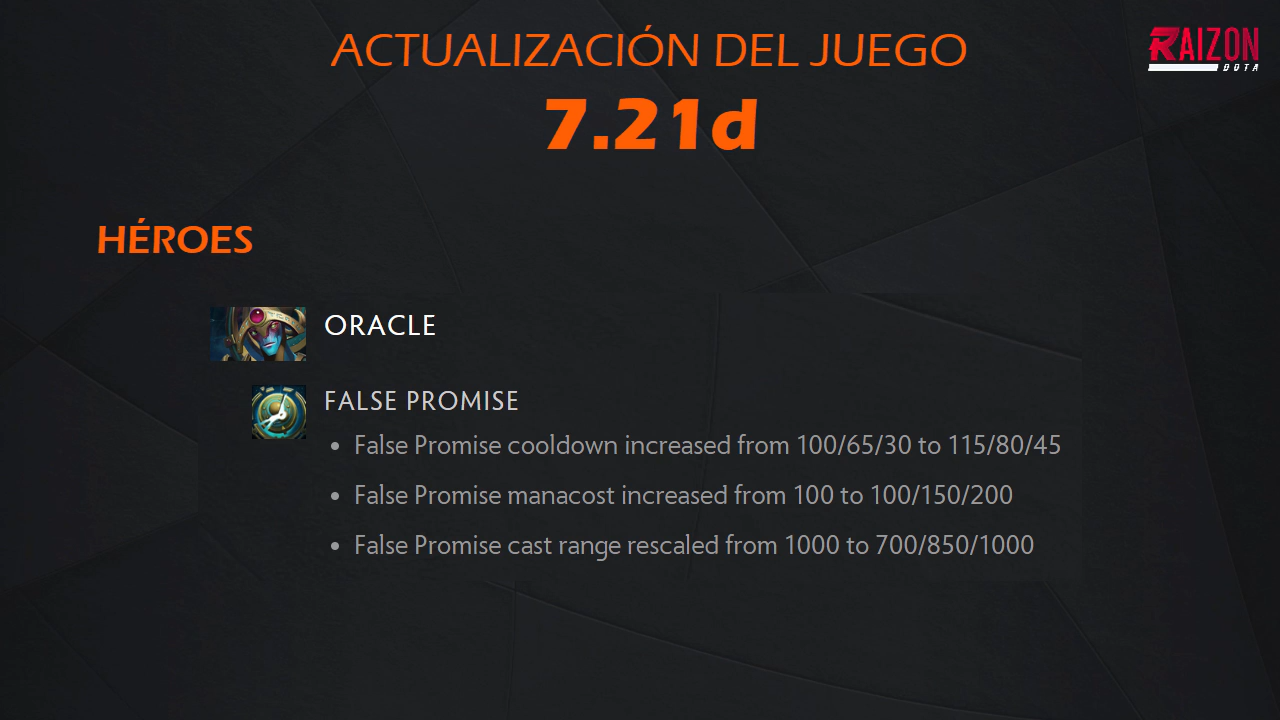 ACTUALIZACIÓN DEL JUEGO
RAIZON
DOTA
7.21d
HÉROES
ORACLE
FALSE PROMISE
• False Promise cooldown increased from 100/65/30 to 115/80/45
• False Promise manacost increased from 100 to 100/150/200
• False Promise cast range rescaled from 1000 to 700/850/1000